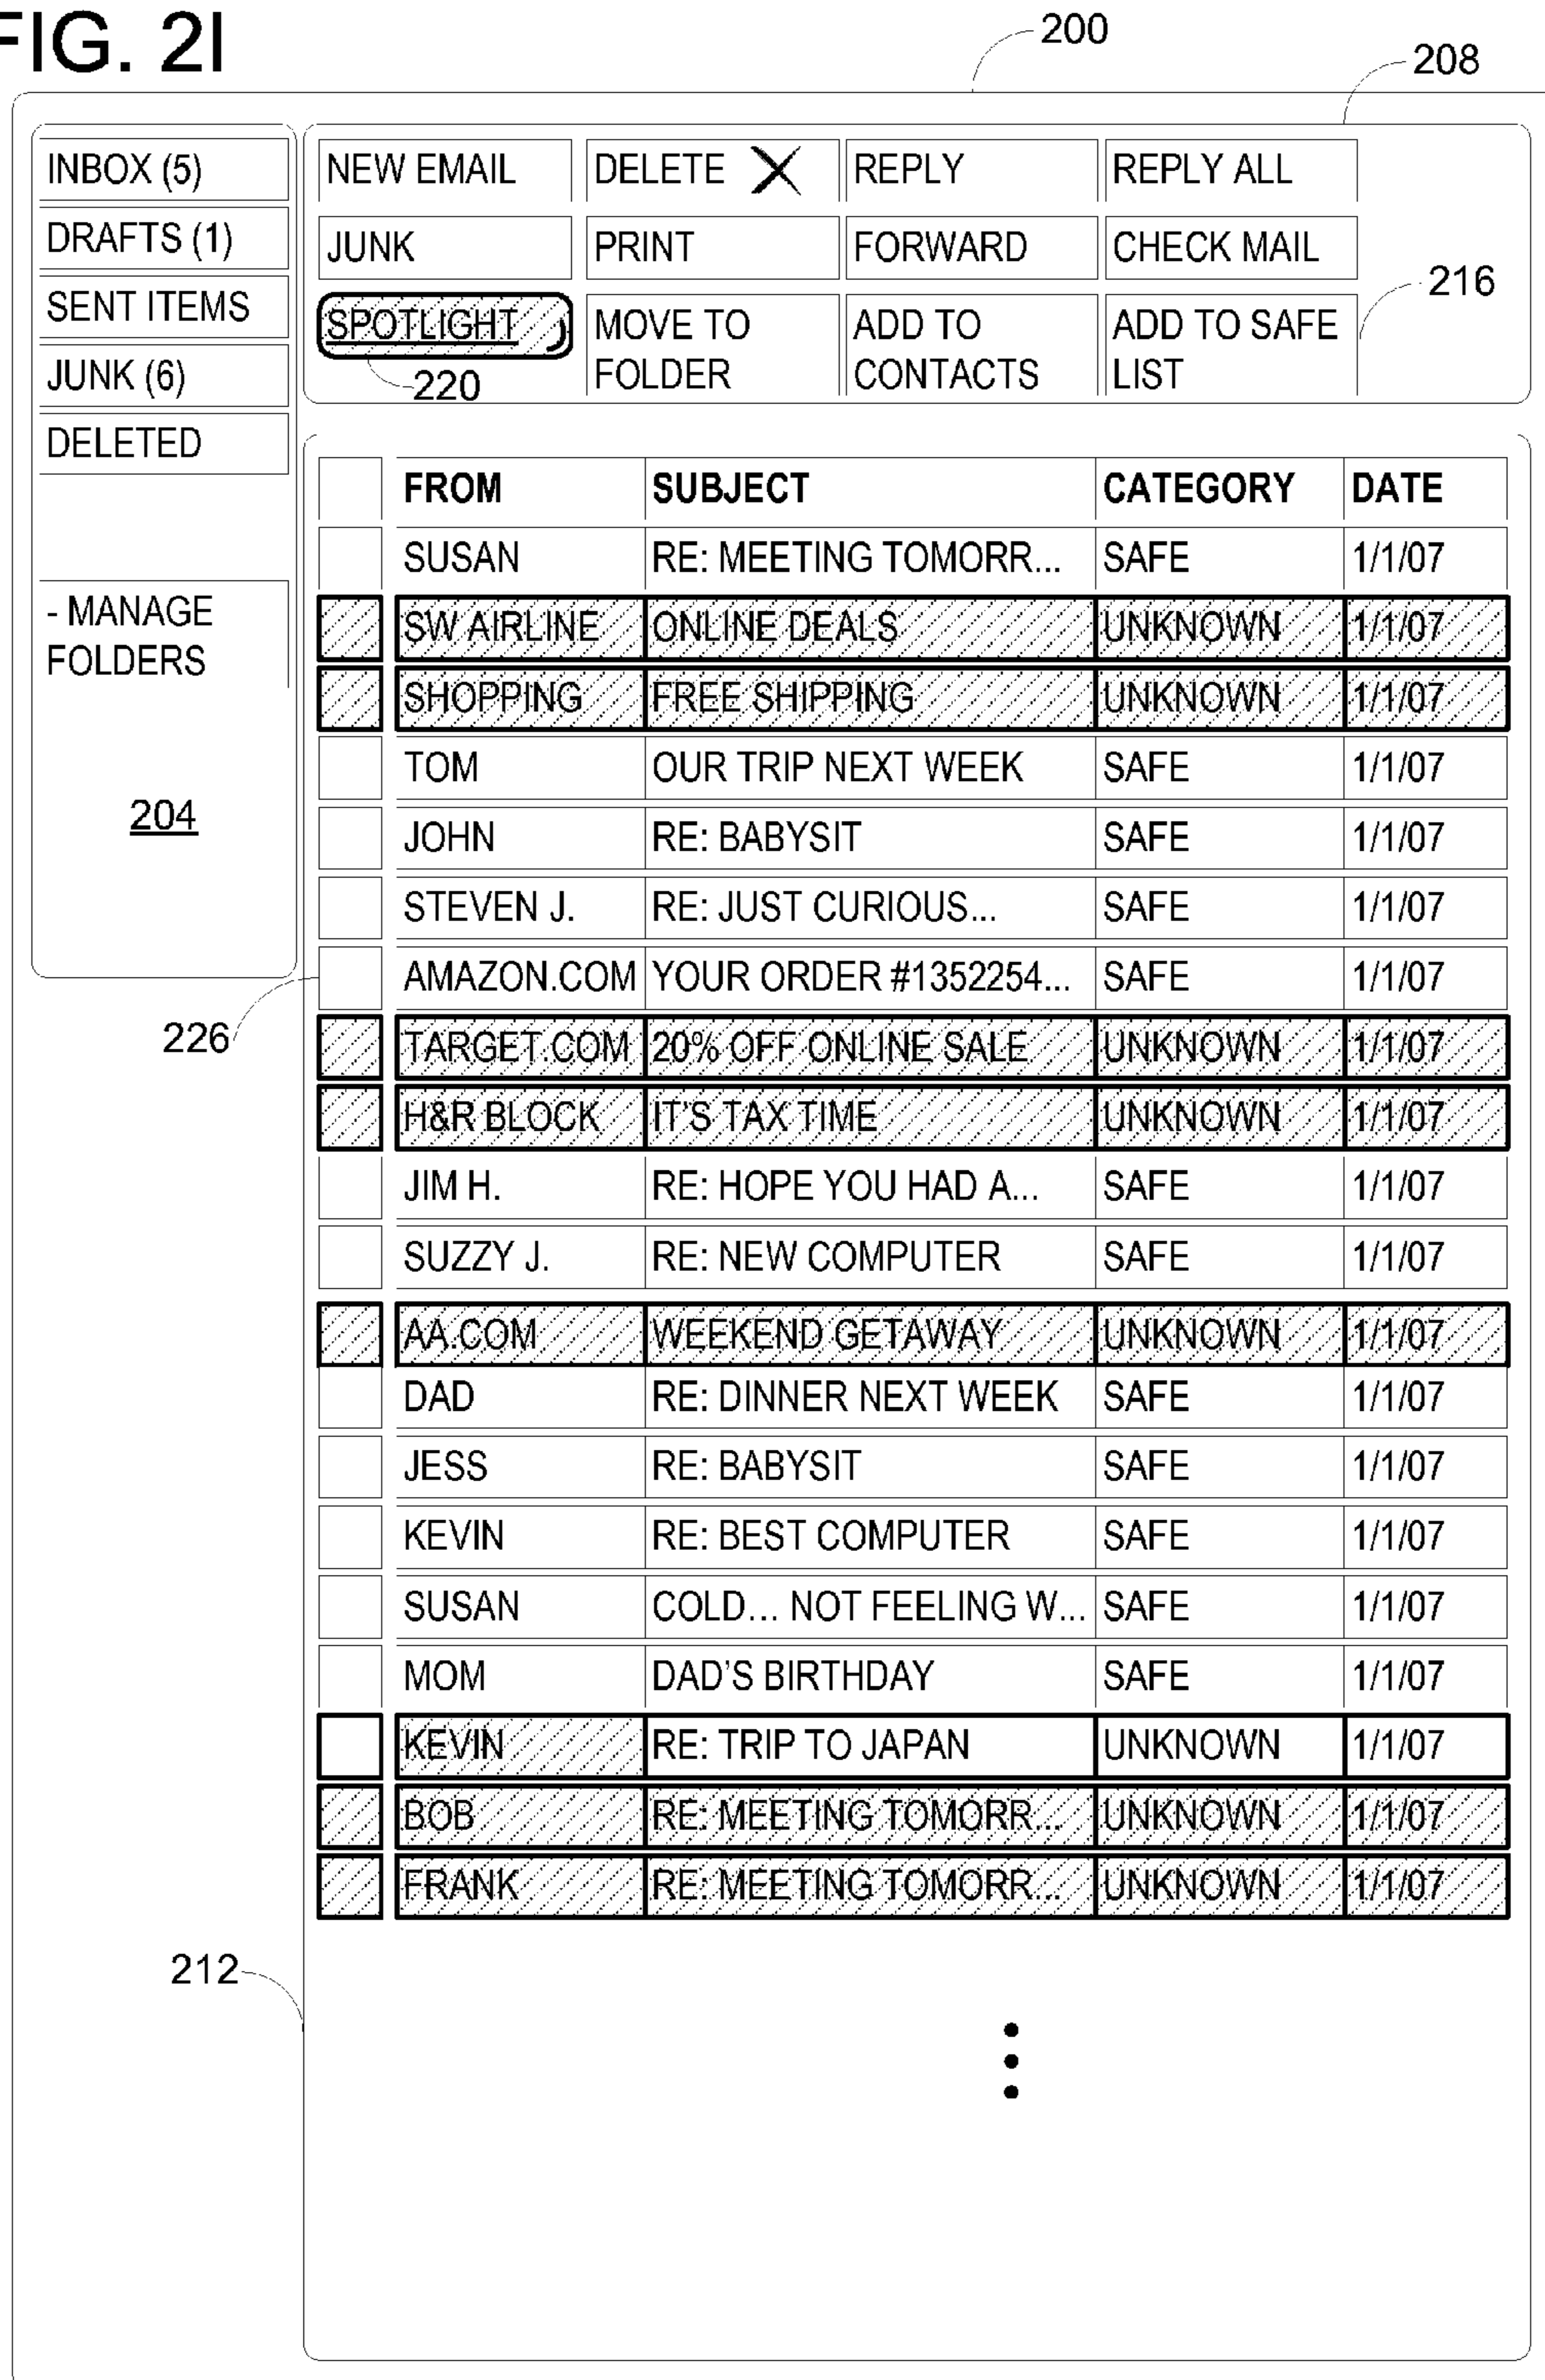 FIG. 2I
200
208
INBOX (5)
DRAFTS (1)
SENT ITEMS
JUNK (6)
DELETED
- MANAGE
FOLDERS
204
NEW EMAIL DELETE REPLY REPLY ALL
JUNK PRINT FORWARD CHECK MAIL
216
SPOTLIGHT MOVE TO FOLDER ADD TO CONTACTS ADD TO SAFE LIST
220
FROM SUBJECT CATEGORY DATE
SUSAN RE: MEETING TOMORR... SAFE 1/1/07
SW AIRLINE ONLINE DEALS UNKNOWN 1/1/07
SHOPPING FREE SHIPPING UNKNOWN 1/1/07
TOM OUR TRIP NEXT WEEK SAFE 1/1/07
JOHN RE: BABYSIT SAFE 1/1/07
STEVEN J. RE: JUST CURIOUS... SAFE 1/1/07
AMAZON.COM YOUR ORDER #1352254... SAFE 1/1/07
226
TARGET.COM 20% OFF ONLINE SALE UNKNOWN 1/1/07
H&R BLOCK IT'S TAX TIME UNKNOWN 1/1/07
JIM H. RE: HOPE YOU HAD A... SAFE 1/1/07
SUZZY J. RE: NEW COMPUTER SAFE 1/1/07
AA.COM WEEKEND GETAWAY UNKNOWN 1/1/07
DAD RE: DINNER NEXT WEEK SAFE 1/1/07
JESS RE: BABYSIT SAFE 1/1/07
KEVIN RE: BEST COMPUTER SAFE 1/1/07
SUSAN COLD... NOT FEELING W... SAFE 1/1/07
MOM DAD'S BIRTHDAY SAFE 1/1/07
KEVIN RE: TRIP TO JAPAN UNKNOWN 1/1/07
BOB RE: MEETING TOMORR... UNKNOWN 1/1/07
FRANK RE: MEETING TOMORR... UNKNOWN 1/1/07
212